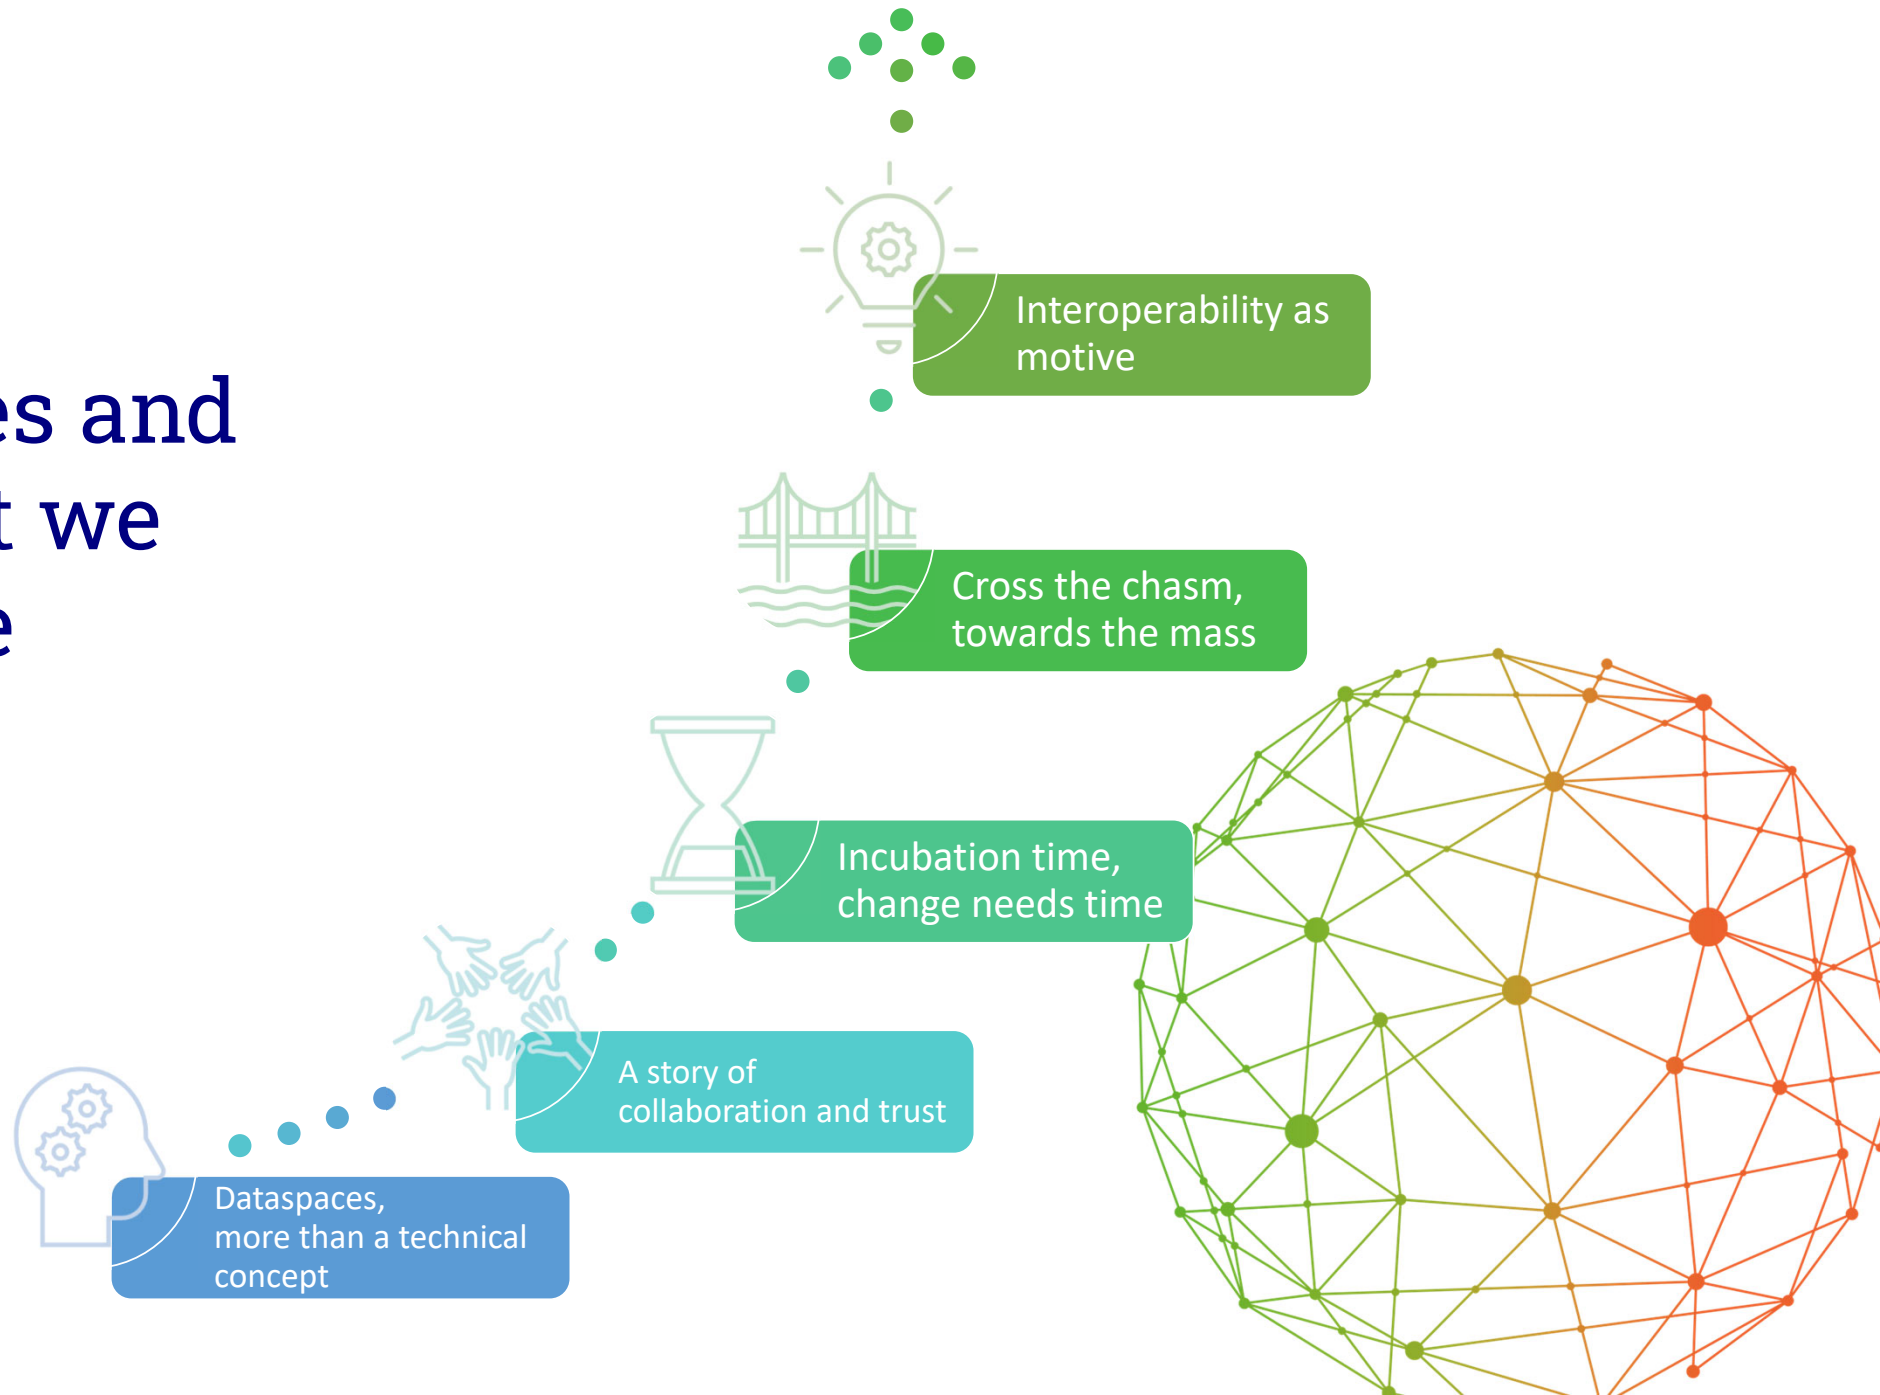 es and
t we
e
Interoperability as
motive
Cross the chasm,
towards the mass
Incubation time,
change needs time
A story of
collaboration and trust
Dataspaces,
more than a technical
concept